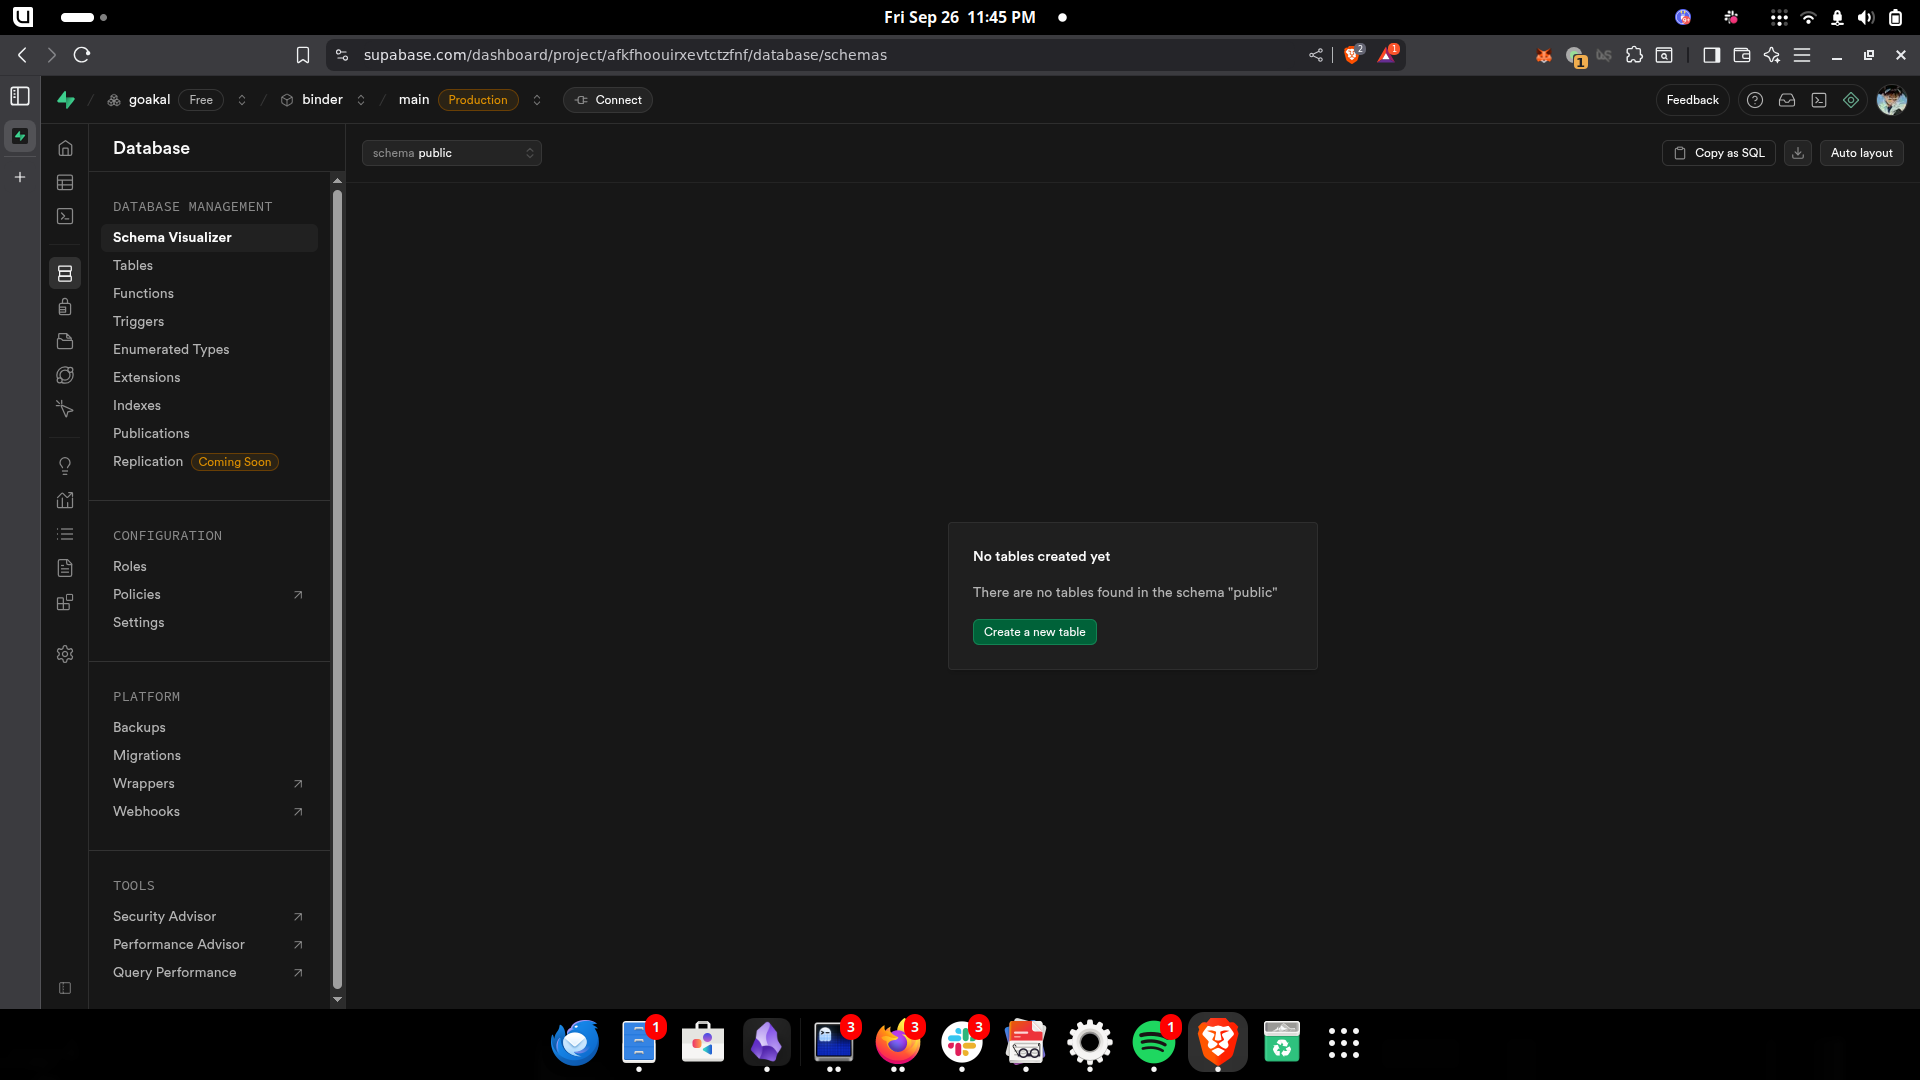 Fri Sep 26 11:45 PM
supabase.com/dashboard/project/afkfhoouirxevtctzfnf/database/schemas
2
1
1
goakal Free / binder / main Production Connect
Feedback
Database
schema public
Copy as SQL
Auto layout
DATABASE MANAGEMENT
Schema Visualizer
Tables
Functions
Triggers
Enumerated Types
Extensions
Indexes
Publications
Replication Coming Soon
CONFIGURATION
Roles
Policies
Settings
PLATFORM
Backups
Migrations
Wrappers
Webhooks
TOOLS
Security Advisor
Performance Advisor
Query Performance
No tables created yet
There are no tables found in the schema "public"
Create a new table
1
3
3
3
1